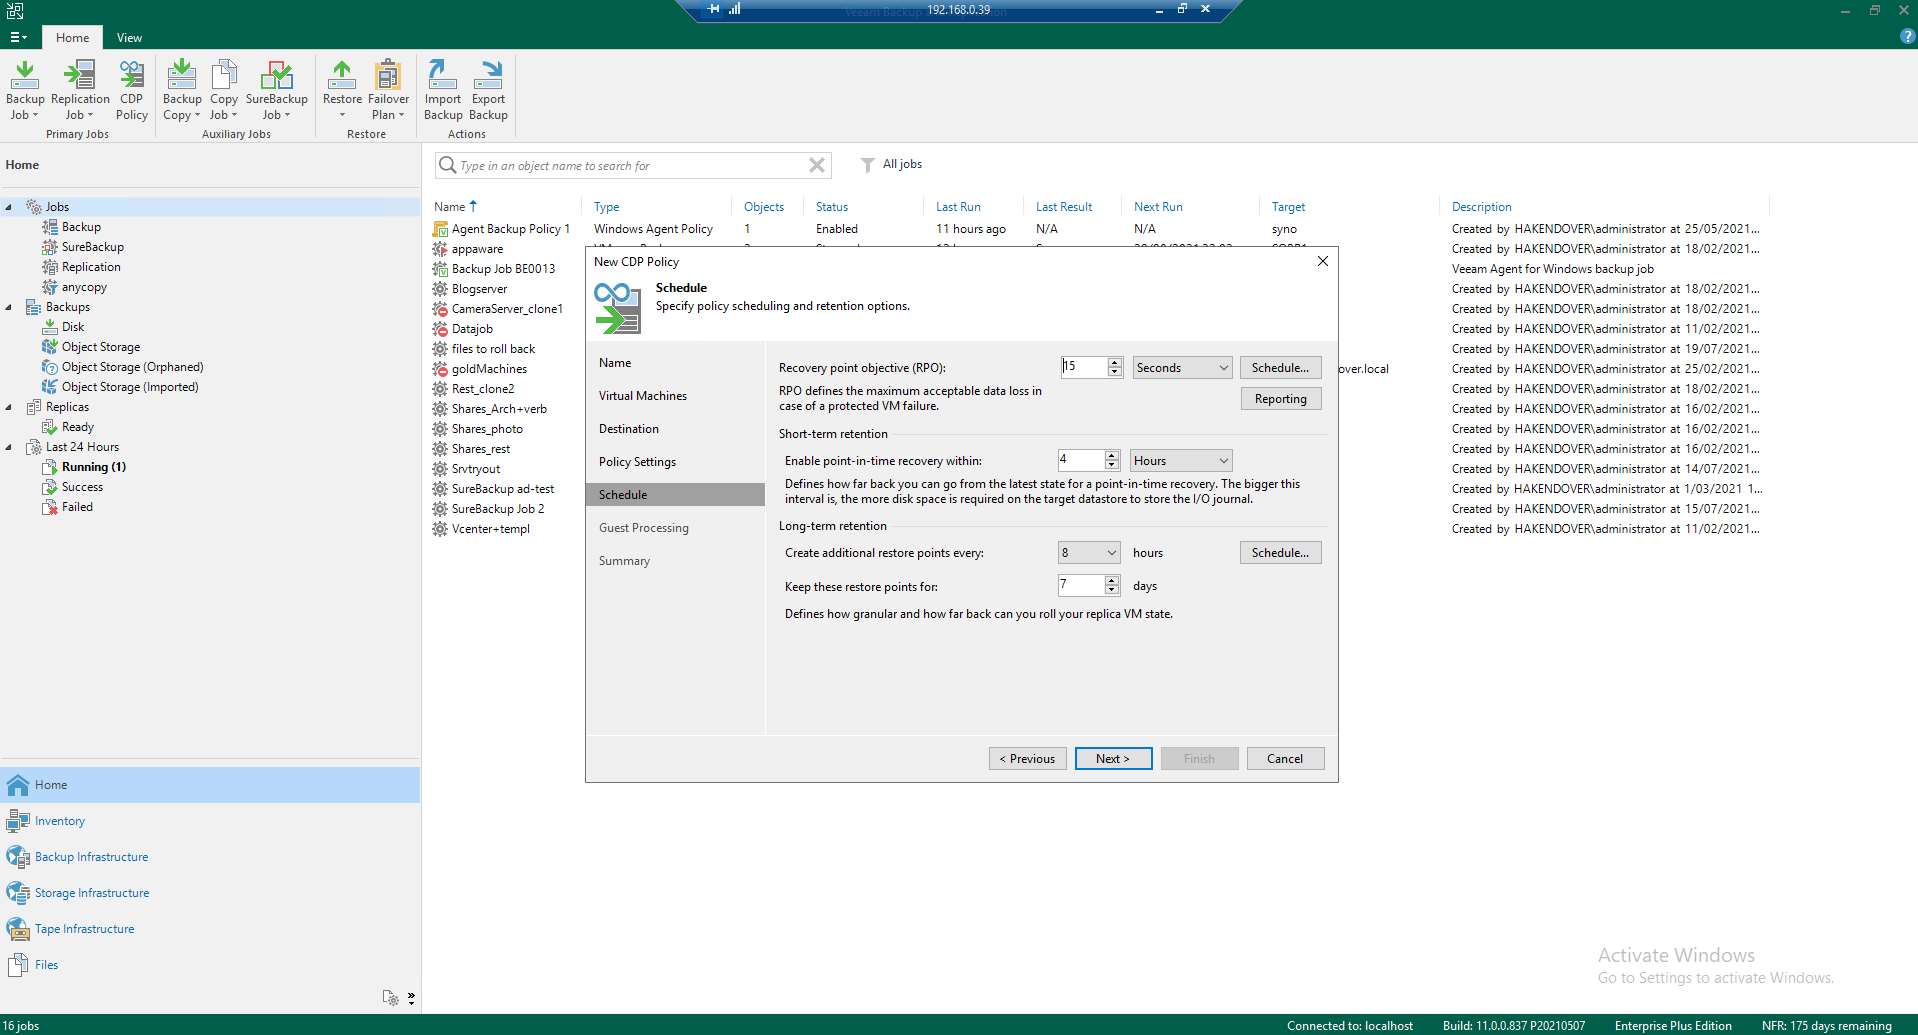 192.168.0.39
Home
View
Backup Job
Replication Job
CDP Policy
Primary Jobs
Backup Copy
Copy Job
SureBackup Job
Auxiliary Jobs
Restore
Failover Plan
Restore
Import Backup
Export Backup
Actions
Home
Jobs
Backup
SureBackup
Replication
anycopy
Backups
Disk
Object Storage
Object Storage (Orphaned)
Object Storage (Imported)
Replicas
Ready
Last 24 Hours
Running (1)
Success
Failed
Home
Inventory
Backup Infrastructure
Storage Infrastructure
Tape Infrastructure
Files
Type in an object name to search for
All jobs
Name Type Objects Status Last Run Last Result Next Run Target Description
Agent Backup Policy 1 Windows Agent Policy 1 Enabled 11 hours ago N/A N/A syno Created by HAKENDOVER\administrator at 25/05/2021...
appaware Created by HAKENDOVER\administrator at 18/02/2021...
Backup Job BE0013 Veeam Agent for Windows backup job
Blogserver Created by HAKENDOVER\administrator at 18/02/2021...
CameraServer_clone1 Created by HAKENDOVER\administrator at 18/02/2021...
Datajob Created by HAKENDOVER\administrator at 11/02/2021...
files to roll back Created by HAKENDOVER\administrator at 19/07/2021...
goldMachines over.local Created by HAKENDOVER\administrator at 25/02/2021...
Rest_clone2 Created by HAKENDOVER\administrator at 18/02/2021...
Shares_Arch+verb Created by HAKENDOVER\administrator at 16/02/2021...
Shares_photo Created by HAKENDOVER\administrator at 16/02/2021...
Shares_rest Created by HAKENDOVER\administrator at 16/02/2021...
Srvtryout Created by HAKENDOVER\administrator at 14/07/2021...
SureBackup ad-test Created by HAKENDOVER\administrator at 1/03/2021 1...
SureBackup Job 2 Created by HAKENDOVER\administrator at 15/07/2021...
Vcenter+templ Created by HAKENDOVER\administrator at 11/02/2021...
New CDP Policy
Schedule
Specify policy scheduling and retention options.
Name
Virtual Machines
Destination
Policy Settings
Schedule
Guest Processing
Summary
Recovery point objective (RPO): 15 Seconds Schedule...
RPO defines the maximum acceptable data loss in
case of a protected VM failure.
Reporting
Short-term retention
Enable point-in-time recovery within: 4 Hours
Defines how far back you can go from the latest state for a point-in-time recovery. The bigger this
interval is, the more disk space is required on the target datastore to store the I/O journal.
Long-term retention
Create additional restore points every: 8 hours Schedule...
Keep these restore points for: 7 days
Defines how granular and how far back can you roll your replica VM state.
< Previous Next > Finish Cancel
Activate Windows
Go to Settings to activate Windows.
16 jobs
Connected to: localhost Build: 11.0.0.837 P20210507 Enterprise Plus Edition NFR: 175 days remaining